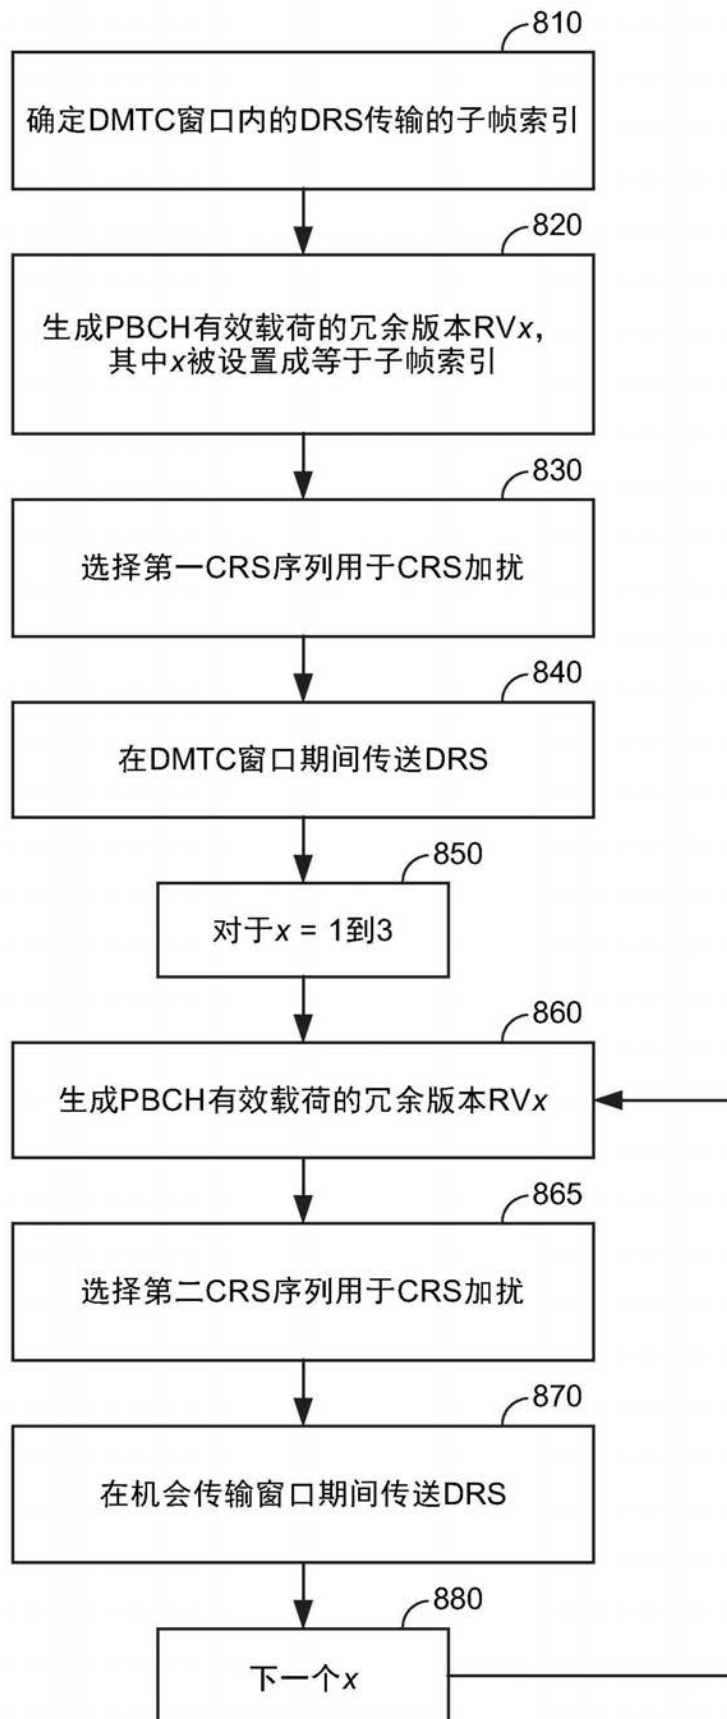 810
确定DMTC窗口内的DRS传输的子帧索引
820
生成PBCH有效载荷的冗余版本RVx，
其中x被设置成等于子帧索引
830
选择第一CRS序列用于CRS加扰
840
在DMTC窗口期间传送DRS
850
对于x = 1到3
860
生成PBCH有效载荷的冗余版本RVx
865
选择第二CRS序列用于CRS加扰
870
在机会传输窗口期间传送DRS
880
下一个x